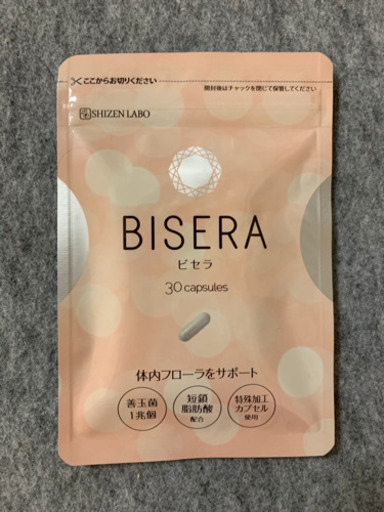 ここからお切りください
開封後はチャックを閉じて保管してください
SHIZEN LABO
BISERA
ビセラ
30 capsules
体内フローラをサポート
善玉菌
1兆個
短鎖
脂肪酸
配合
特殊加工
カプセル
使用